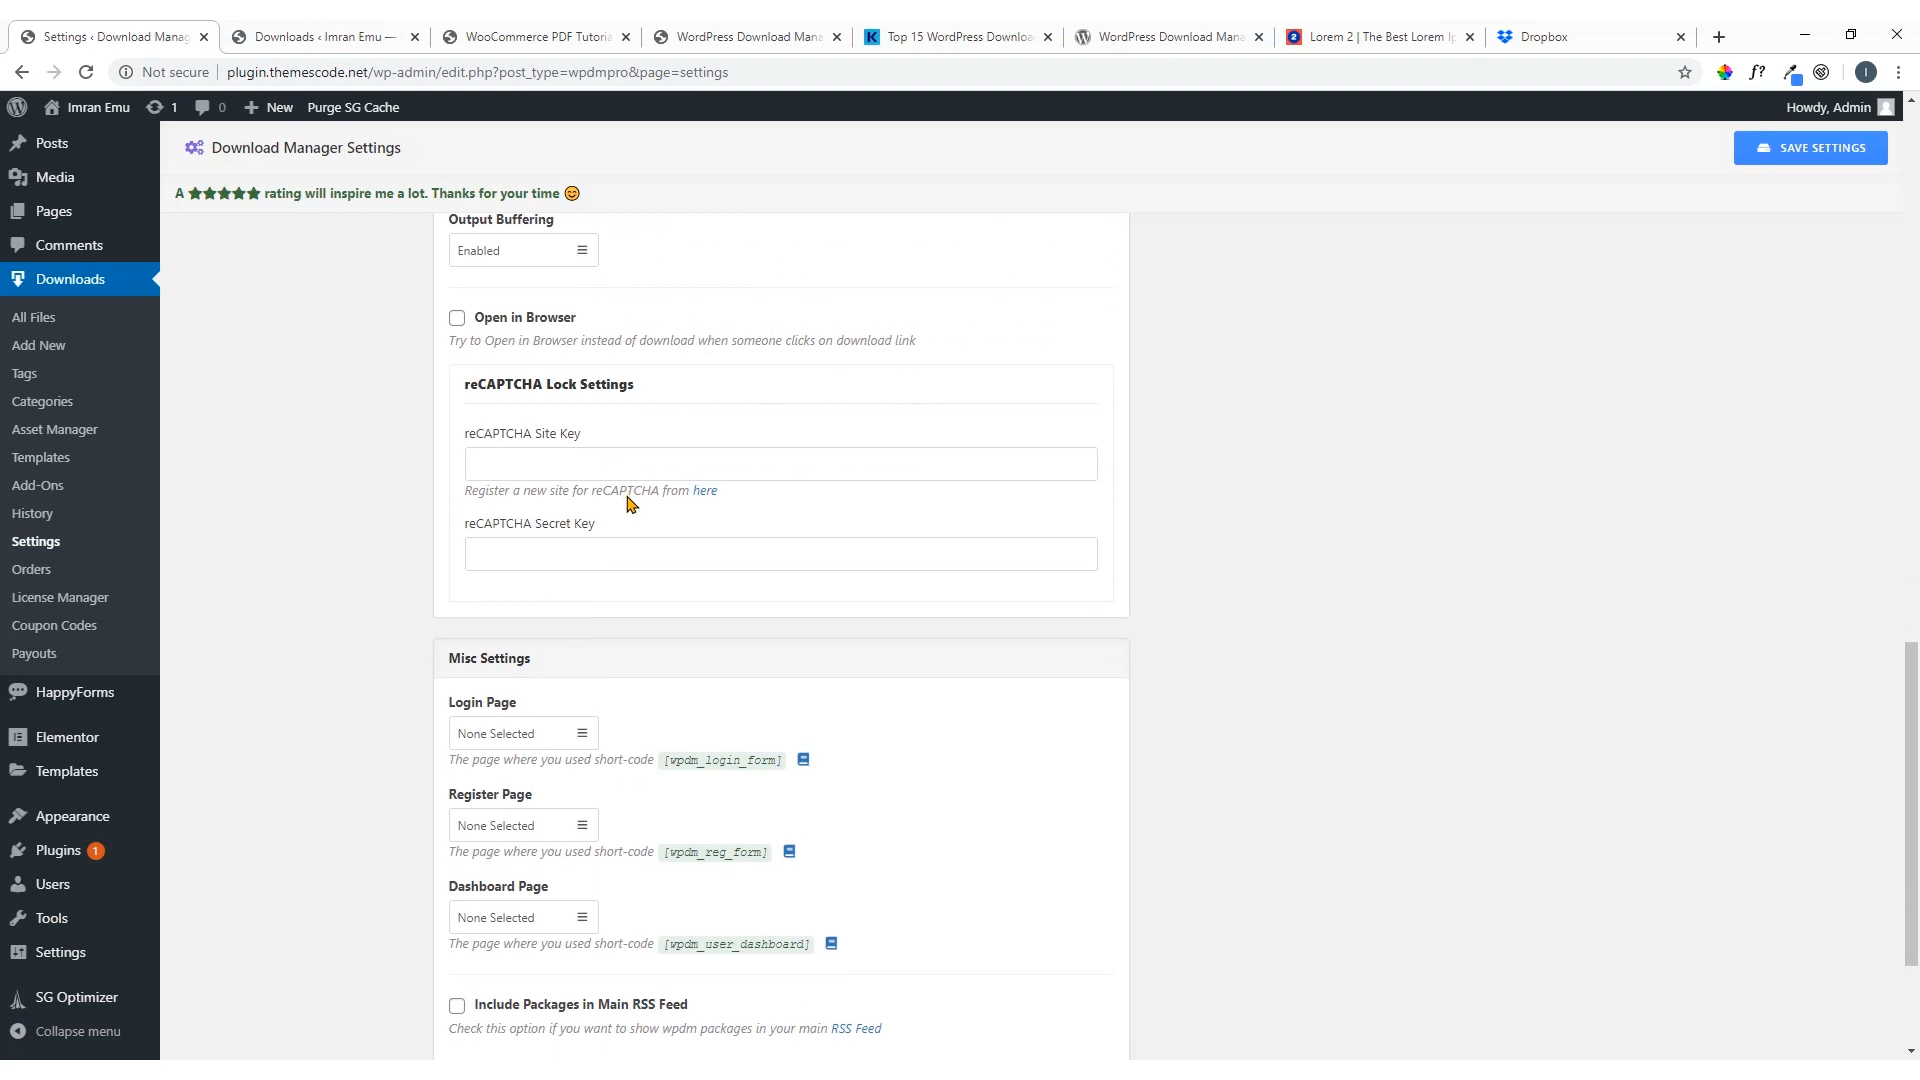 Settings ‹ Download Manag
Downloads ‹ Imran Emu —
WooCommerce PDF Tutoria
WordPress Download Mana
Top 15 WordPress Downloa
WordPress Download Mana
Lorem 2 | The Best Lorem Ip
Dropbox
Not secure
plugin.themescode.net/wp-admin/edit.php?post_type=wpdmpro&page=settings
Imran Emu
1
0
New
Purge SG Cache
Howdy, Admin
Posts
Media
Pages
Comments
Downloads
All Files
Add New
Tags
Categories
Asset Manager
Templates
Add-Ons
History
Settings
Orders
License Manager
Coupon Codes
Payouts
HappyForms
Elementor
Templates
Appearance
Plugins 1
Users
Tools
Settings
SG Optimizer
Collapse menu
Download Manager Settings
SAVE SETTINGS
A ★★★★★ rating will inspire me a lot. Thanks for your time 😊
Output Buffering
Enabled
Open in Browser
Try to Open in Browser instead of download when someone clicks on download link
reCAPTCHA Lock Settings
reCAPTCHA Site Key
Register a new site for reCAPTCHA from here
reCAPTCHA Secret Key
Misc Settings
Login Page
None Selected
The page where you used short-code [wpdm_login_form]
Register Page
None Selected
The page where you used short-code [wpdm_reg_form]
Dashboard Page
None Selected
The page where you used short-code [wpdm_user_dashboard]
Include Packages in Main RSS Feed
Check this option if you want to show wpdm packages in your main RSS Feed